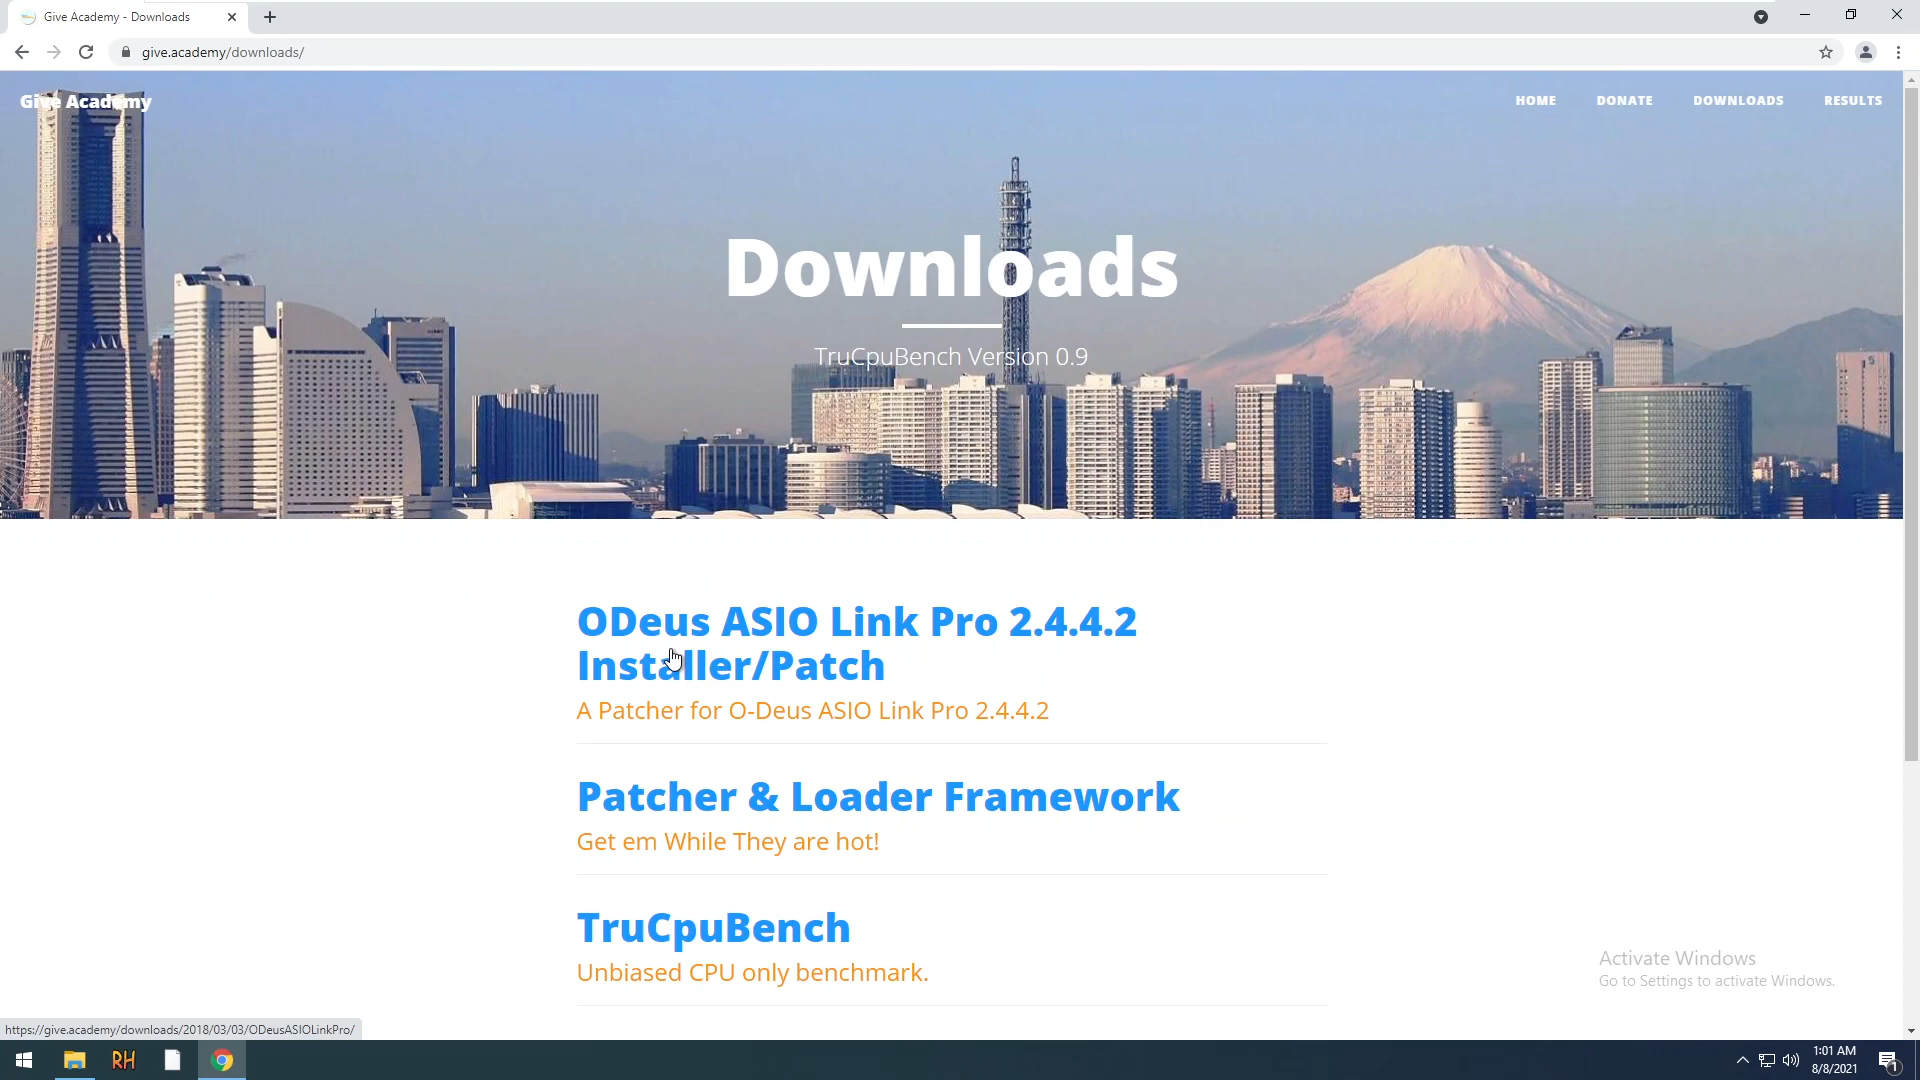 Give Academy - Downloads
give.academy/downloads/
Give Academy
HOME
DONATE
DOWNLOADS
RESULTS
Downloads
TruCpuBench Version 0.9
ODeus ASIO Link Pro 2.4.4.2
Installer/Patch
A Patcher for O-Deus ASIO Link Pro 2.4.4.2
Patcher & Loader Framework
Get em While They are hot!
TruCpuBench
Unbiased CPU only benchmark.
Activate Windows
Go to Settings to activate Windows.
https://give.academy/downloads/2018/03/03/ODeusASIOLinkPro/
RH
1:01 AM
8/8/2021
1